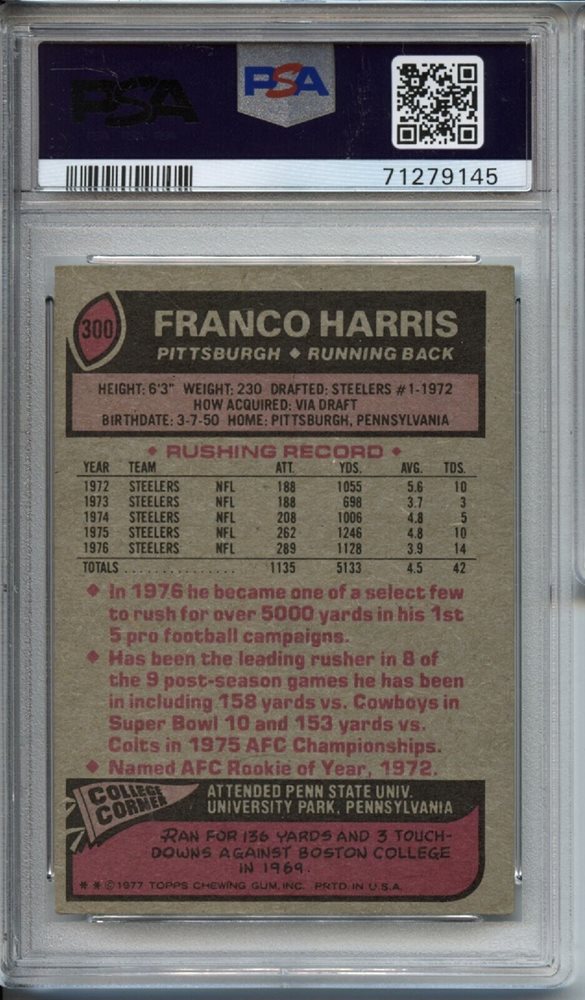 PSA
PSA
71279145
300
FRANCO HARRIS
PITTSBURGH ◆ RUNNING BACK
HEIGHT: 6'3" WEIGHT: 230 DRAFTED: STEELERS #1-1972
HOW ACQUIRED: VIA DRAFT
BIRTHDATE: 3-7-50 HOME: PITTSBURGH, PENNSYLVANIA
◆ RUSHING RECORD ◆
YEAR TEAM ATT. YDS. AVG. TDS.
1972 STEELERS NFL 188 1055 5.6 10
1973 STEELERS NFL 188 698 3.7 3
1974 STEELERS NFL 208 1006 4.8 5
1975 STEELERS NFL 262 1246 4.8 10
1976 STEELERS NFL 289 1128 3.9 14
TOTALS ............... 1135 5133 4.5 42
◆ In 1976 he became one of a select few
to rush for over 5000 yards in his 1st
5 pro football campaigns.
◆ Has been the leading rusher in 8 of
the 9 post-season games he has been
in including 158 yards vs. Cowboys in
Super Bowl 10 and 153 yards vs.
Colts in 1975 AFC Championships.
◆ Named AFC Rookie of Year, 1972.
COLLEGE
CORNER
ATTENDED PENN STATE UNIV.
UNIVERSITY PARK, PENNSYLVANIA
RAN FOR 136 YARDS AND 3 TOUCH-
DOWNS AGAINST BOSTON COLLEGE
IN 1969.
* * © 1977 TOPPS CHEWING GUM, INC. PRTD. IN U.S.A.